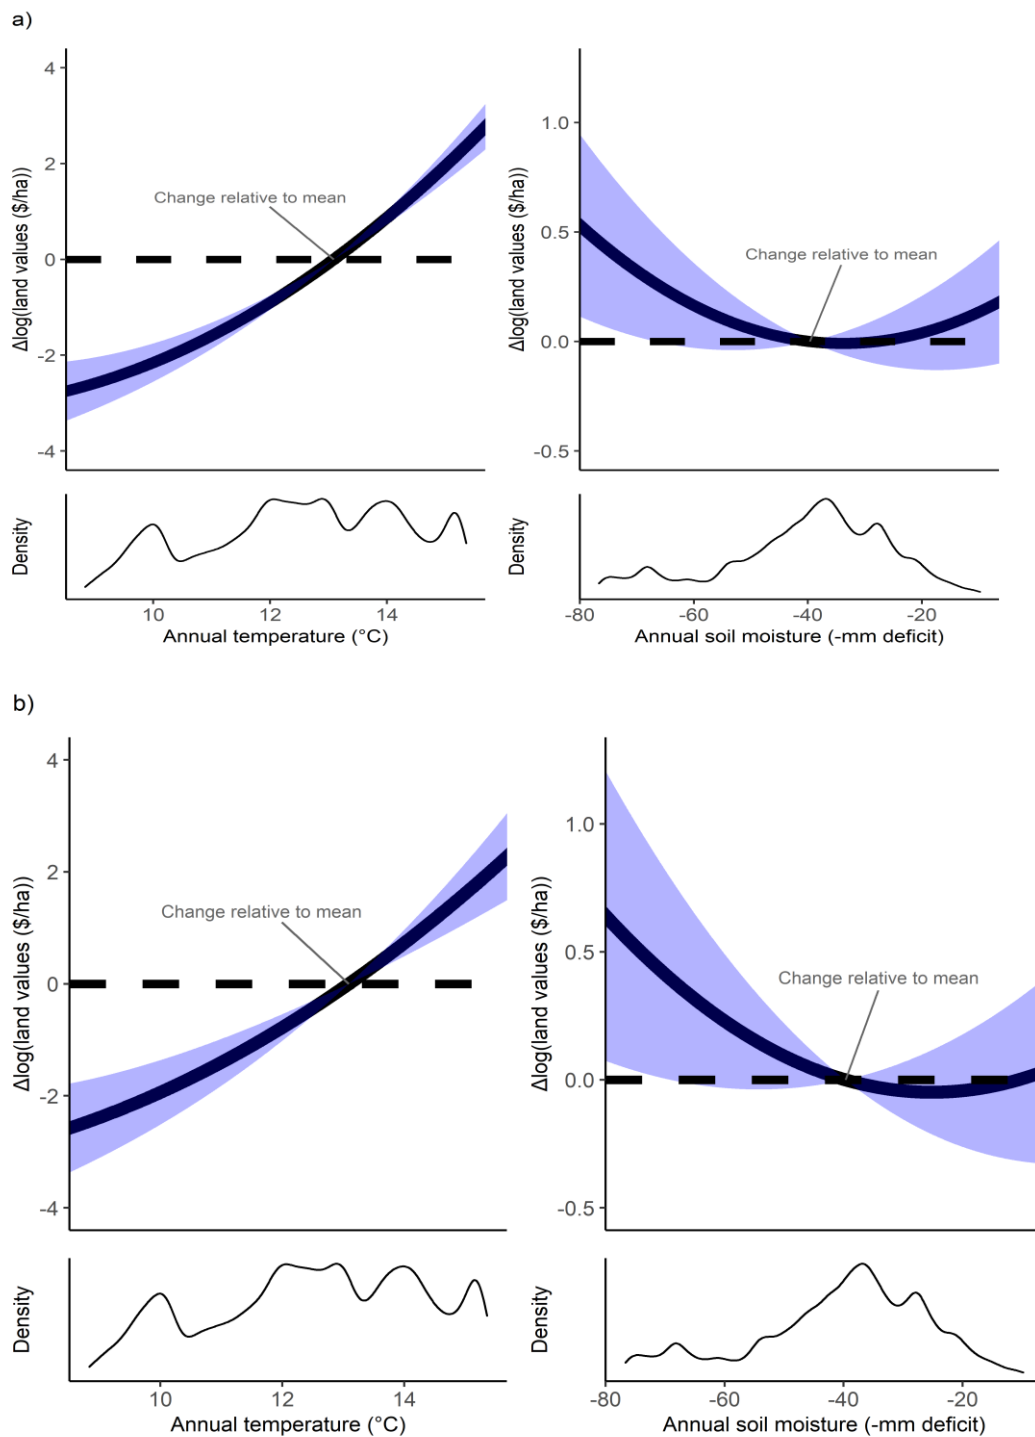 a)
Δlog(land values ($/ha))
4
2
0
-2
-4
Change relative to mean
Density
10
12
14
Annual temperature (°C)
Δlog(land values ($/ha))
1.0
0.5
0.0
-0.5
Change relative to mean
Density
-80
-60
-40
-20
Annual soil moisture (-mm deficit)
b)
Δlog(land values ($/ha))
4
2
0
-2
-4
Change relative to mean
Density
10
12
14
Annual temperature (°C)
Δlog(land values ($/ha))
1.0
0.5
0.0
-0.5
Change relative to mean
Density
-80
-60
-40
-20
Annual soil moisture (-mm deficit)